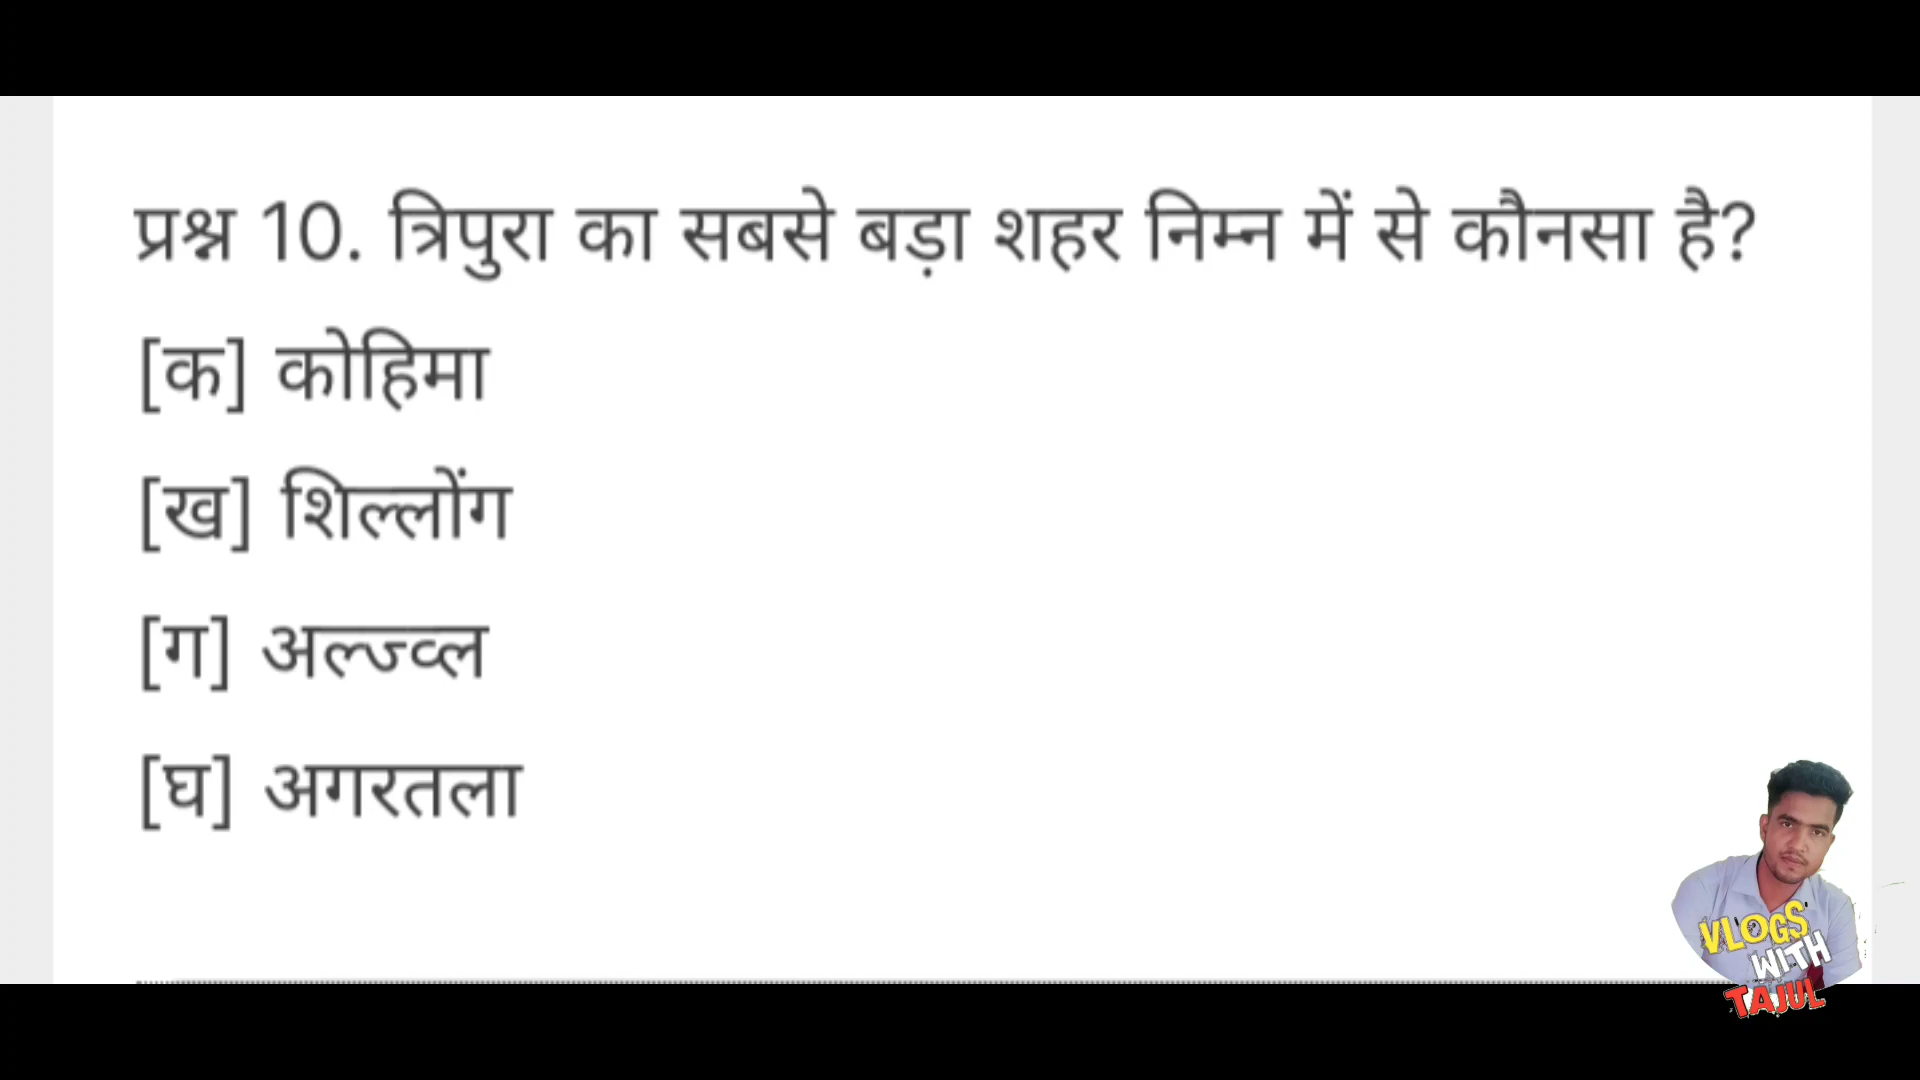 प्रश्न 10. त्रिपुरा का सबसे बड़ा शहर निम्न में से कौनसा है?
[क] कोहिमा
[ख] शिल्लोंग
[ग] अल्ज्व्ल
[घ] अगरतला
VLOGS
WITH
TAJUL